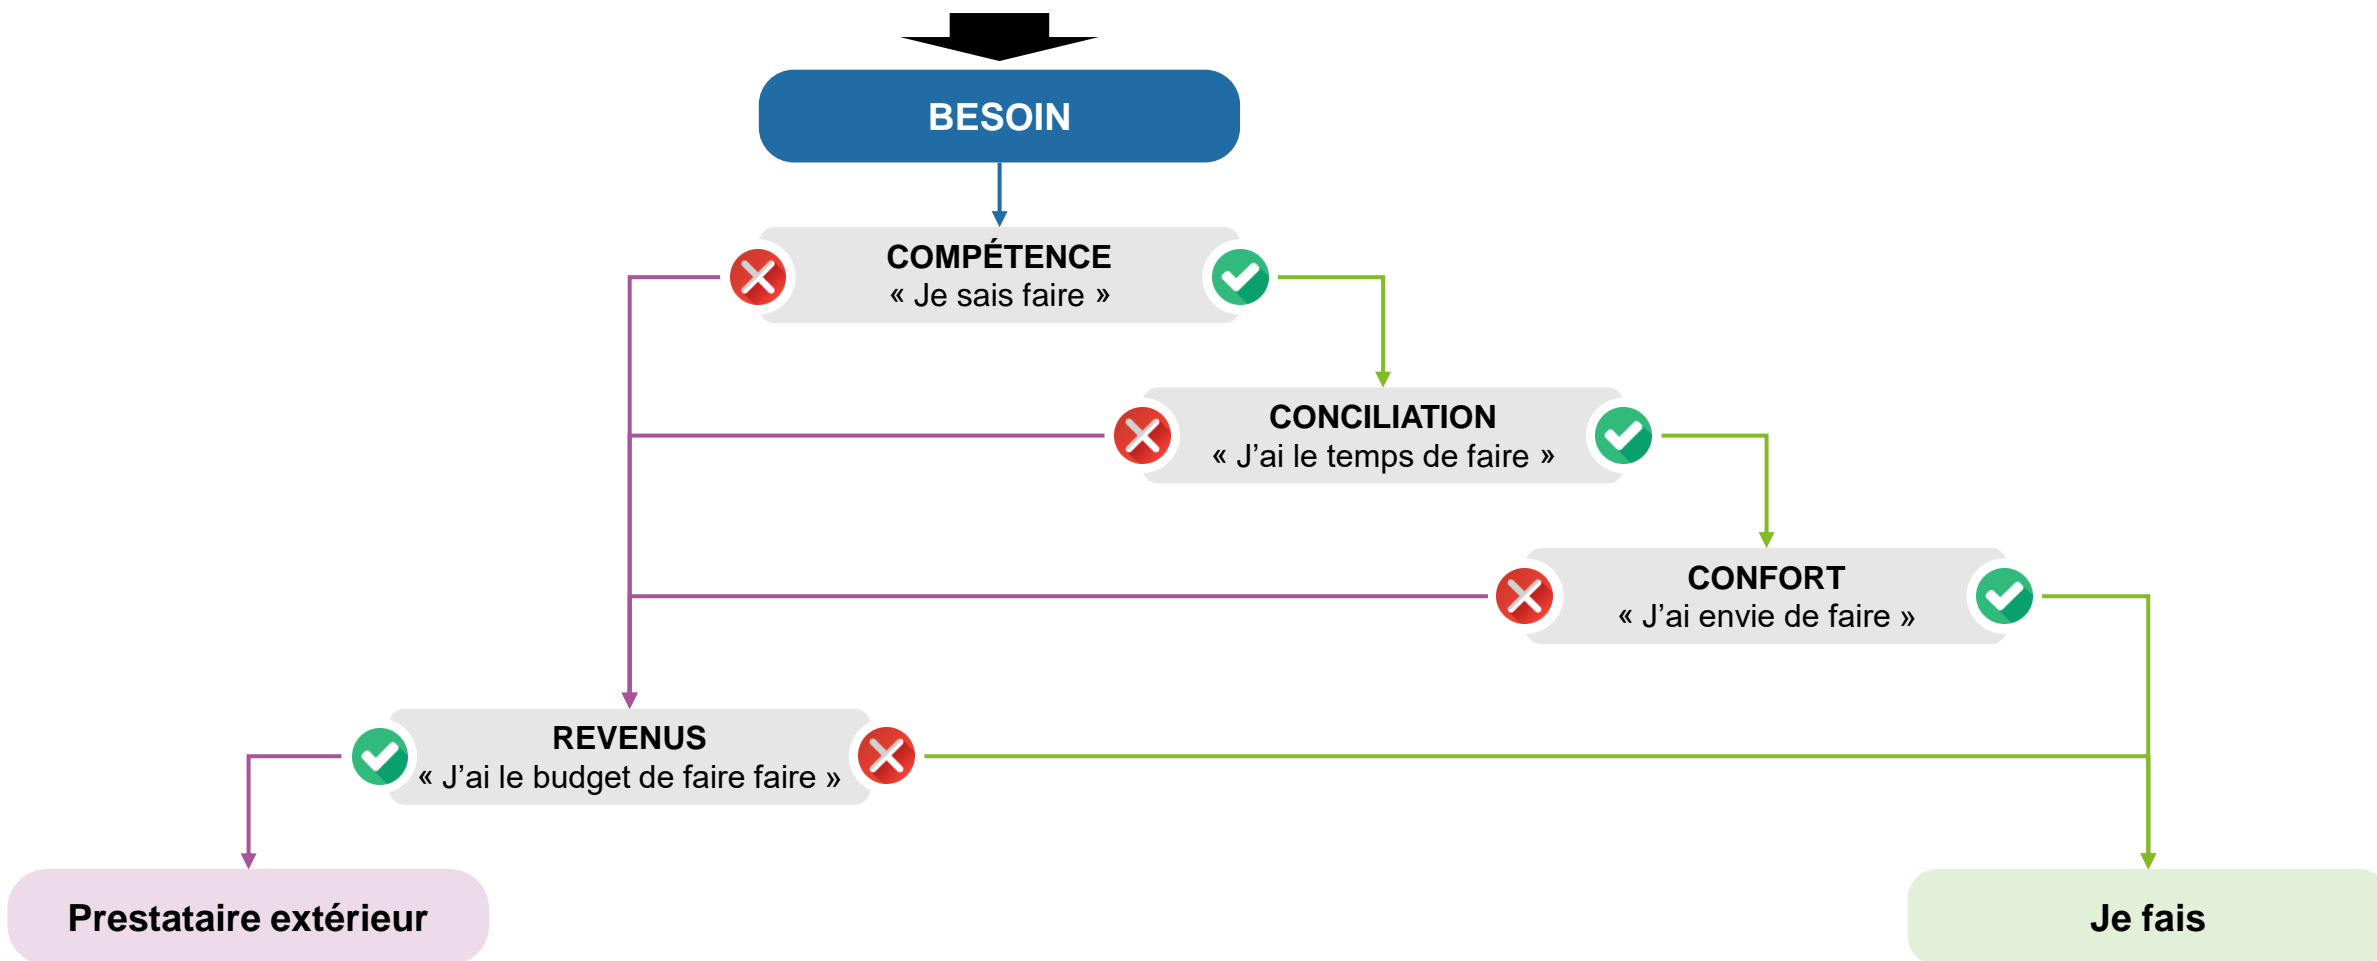 BESOIN
COMPÉTENCE
« Je sais faire »
CONCILIATION
« J’ai le temps de faire »
CONFORT
« J’ai envie de faire »
REVENUS
« J’ai le budget de faire faire »
Prestataire extérieur
Je fais